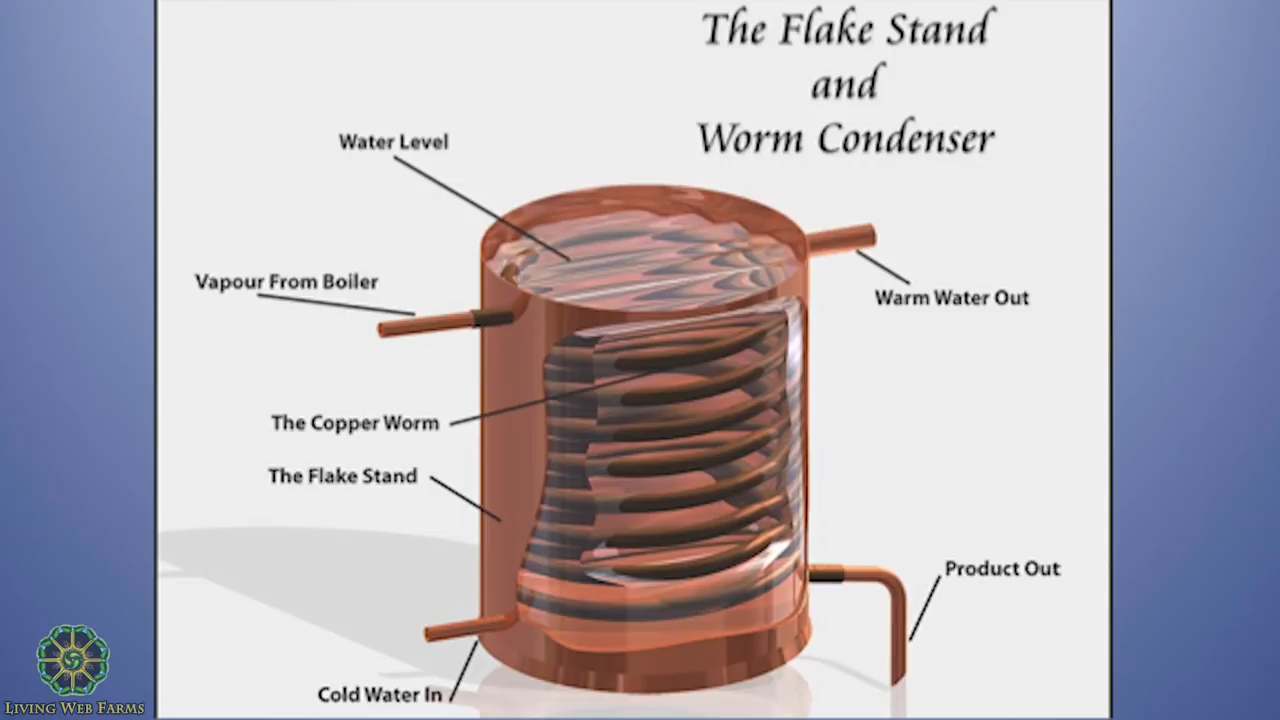 The Flake Stand
and
Worm Condenser
Water Level
Vapour From Boiler
Warm Water Out
The Copper Worm
The Flake Stand
Product Out
Cold Water In
LIVING WEB FARMS